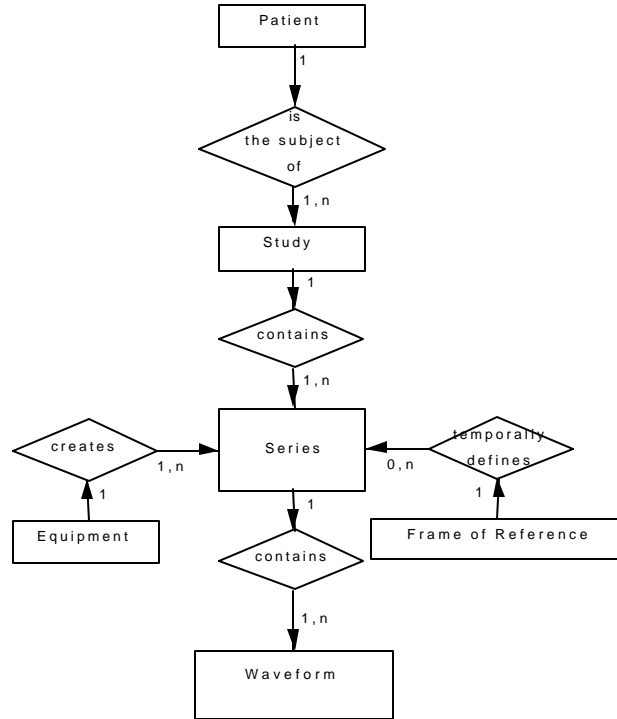 Patient
1
is
the subject
of
1,n
Study
1
contains
1,n
creates
1,n
Series
temporally
defines
0,n
1
1
1
Equipment
Frame of Reference
contains
1,n
Waveform